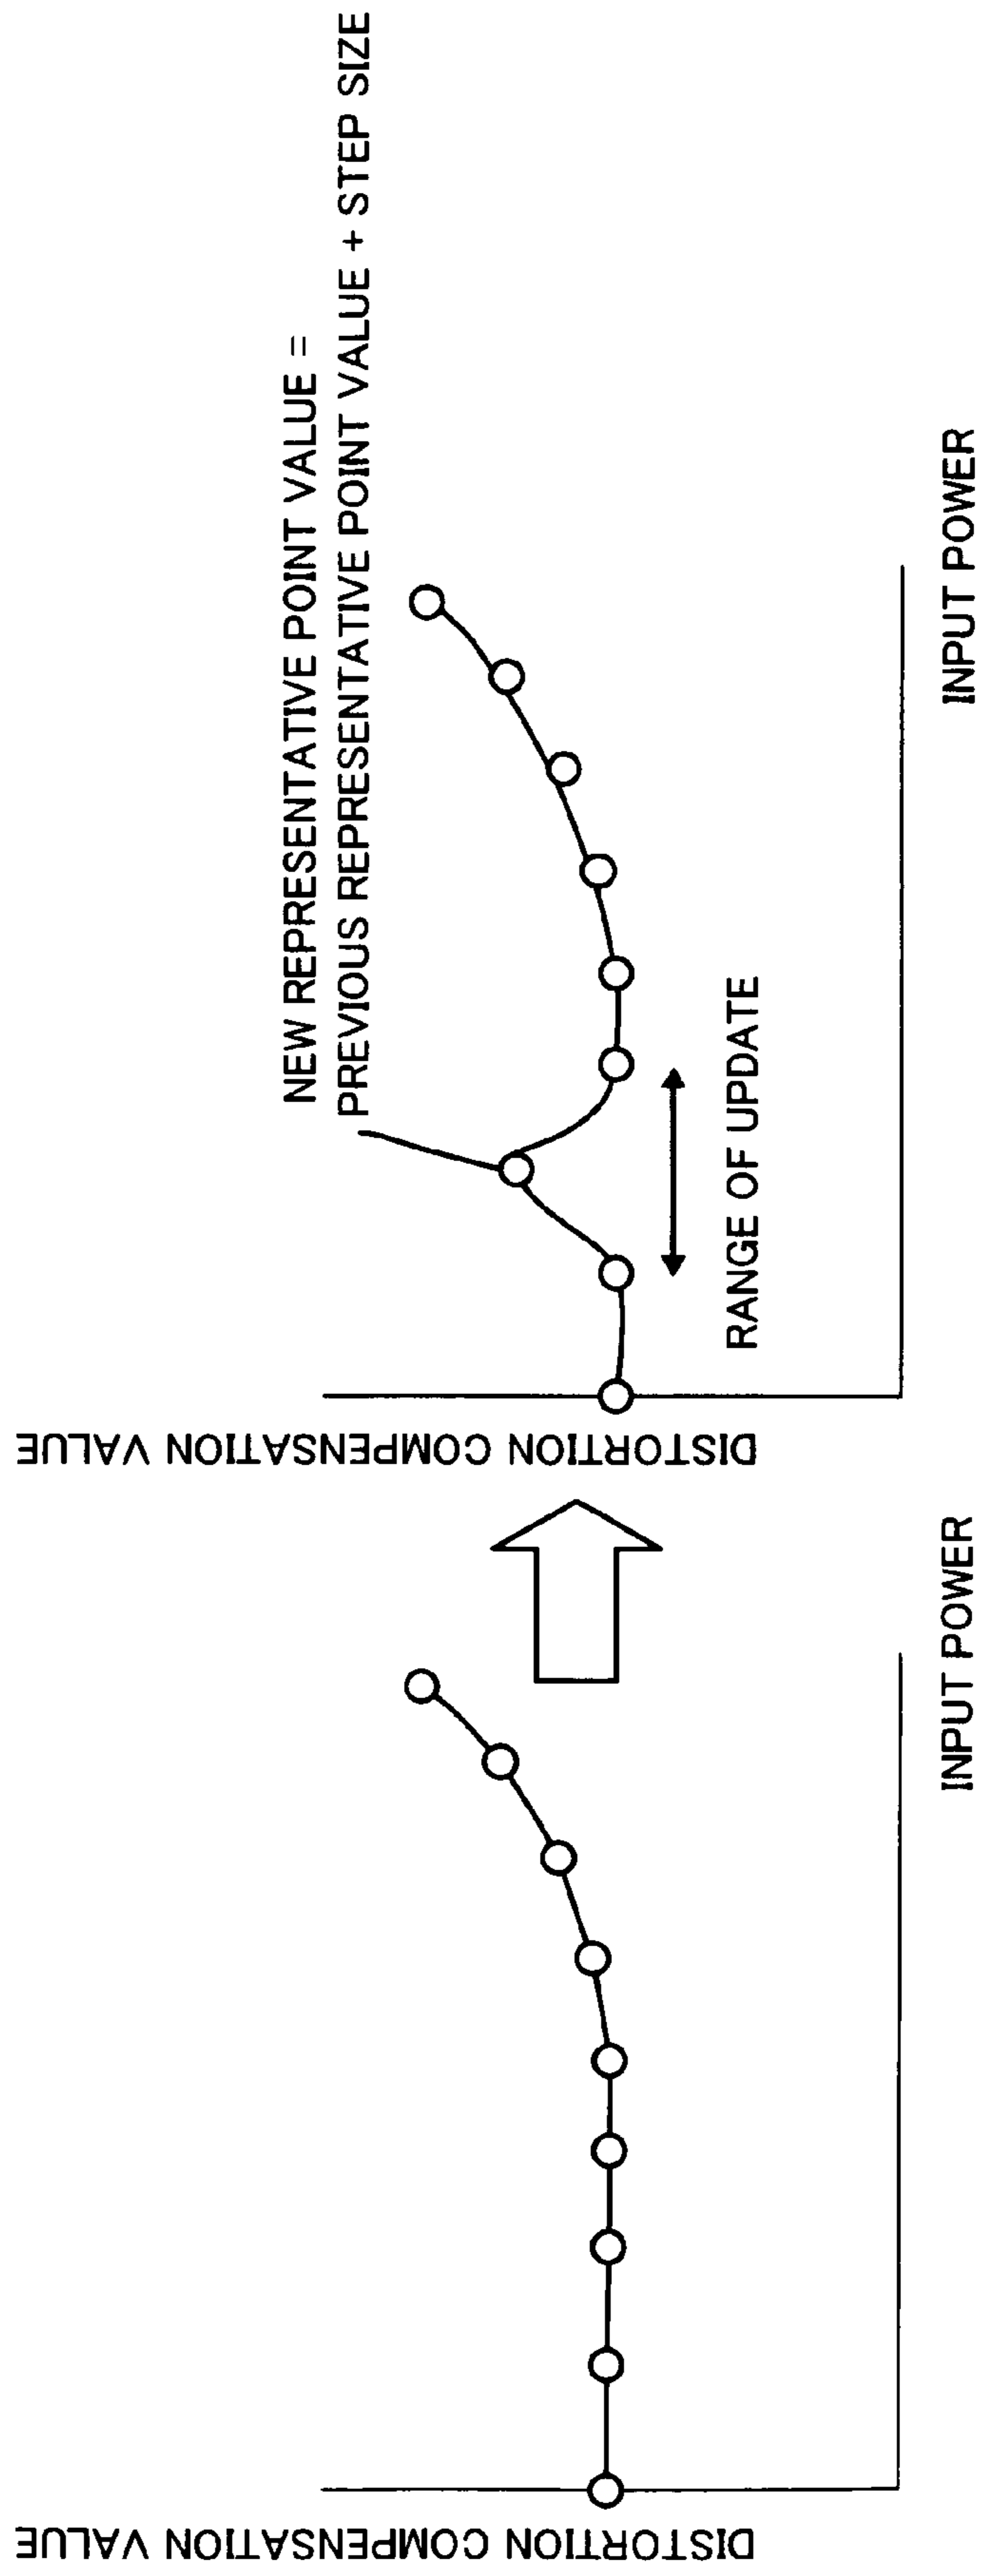 DISTORTION COMPENSATION VALUE
INPUT POWER
DISTORTION COMPENSATION VALUE
NEW REPRESENTATIVE POINT VALUE =
PREVIOUS REPRESENTATIVE POINT VALUE + STEP SIZE
RANGE OF UPDATE
INPUT POWER